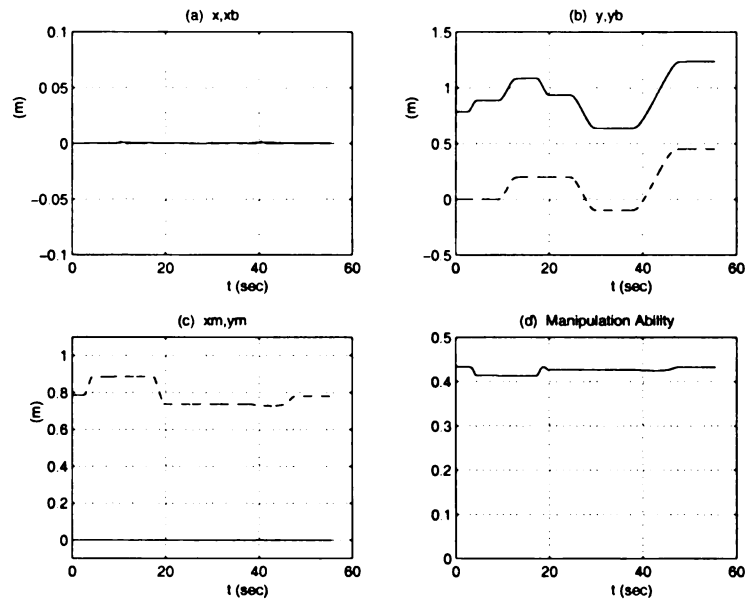 (a) x,xb
0.1
0.05
0
−0.05
−0.1
(m)
0 20 40 60
t (sec)
(b) y,yb
1.5
1
0.5
0
−0.5
(m)
0 20 40 60
t (sec)
(c) xm,ym
1
0.8
0.6
0.4
0.2
0
(m)
0 20 40 60
t (sec)
(d) Manipulation Ability
0.5
0.4
0.3
0.2
0.1
0
0 20 40 60
t (sec)